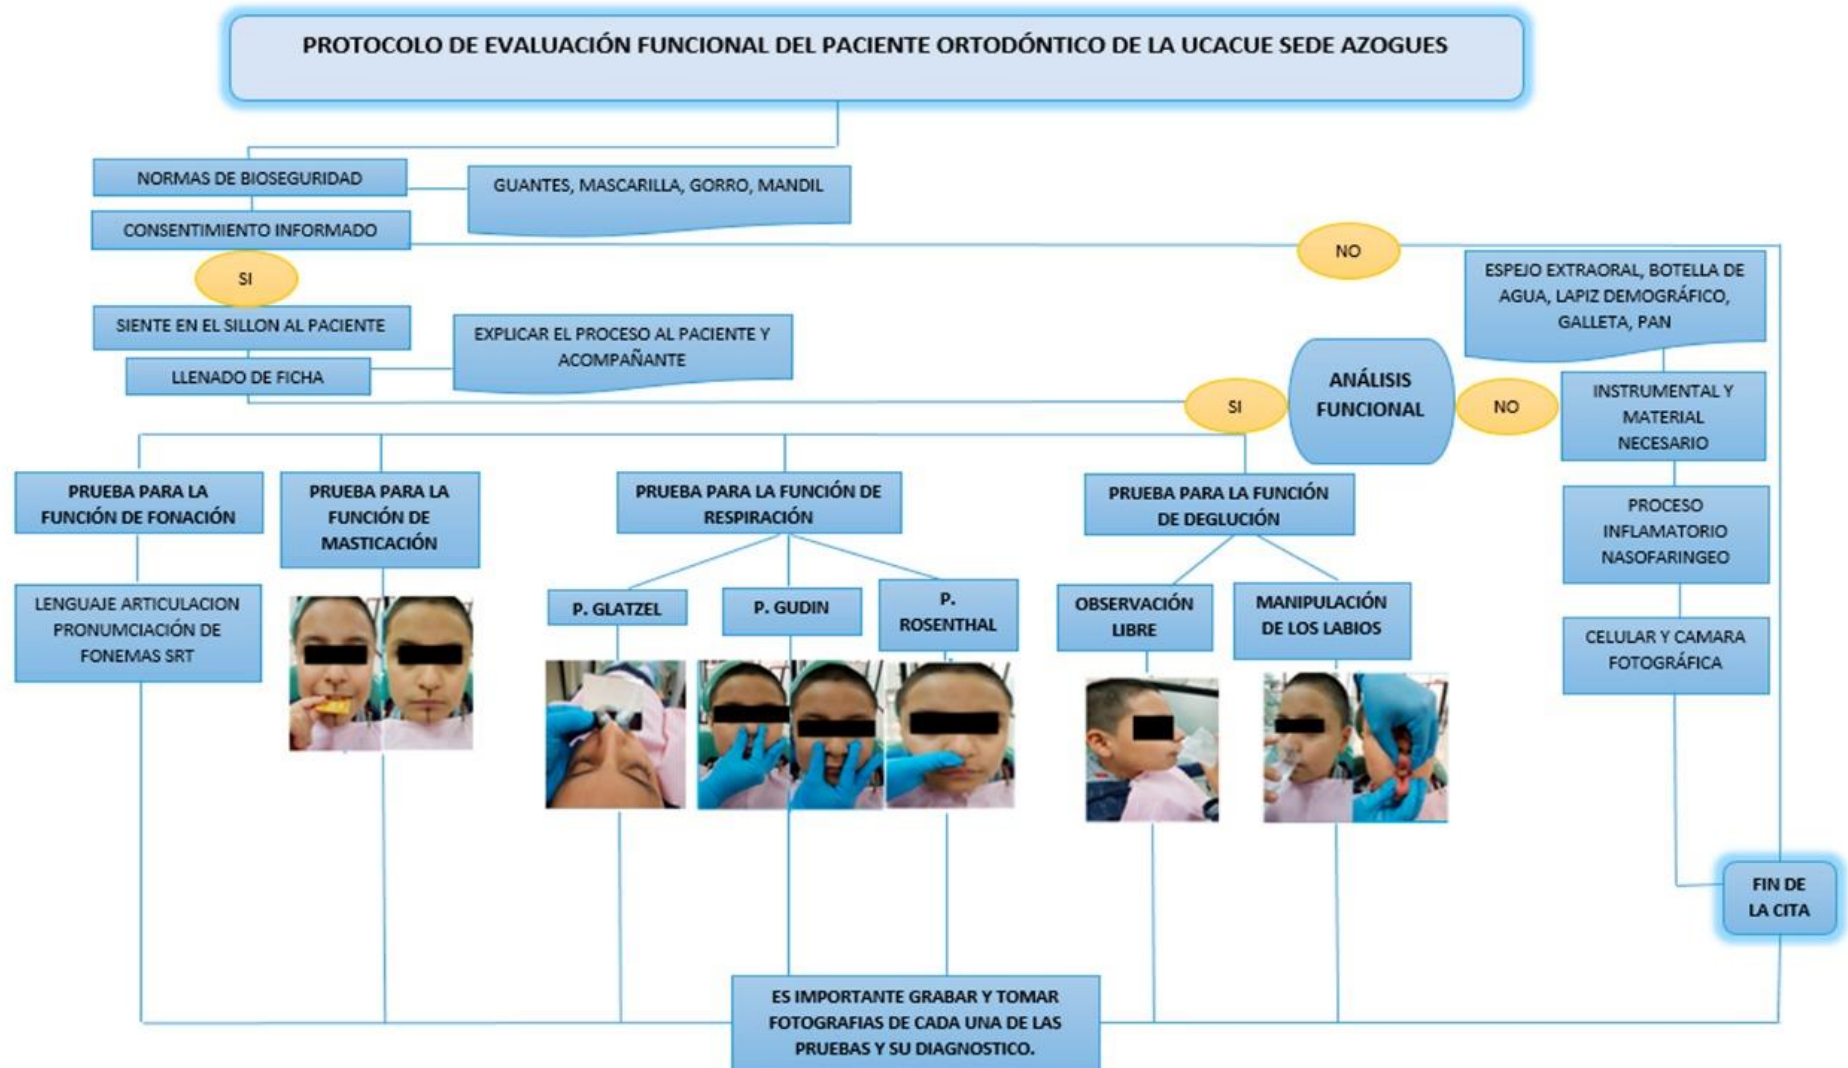 PROTOCOLO DE EVALUACIÓN FUNCIONAL DEL PACIENTE ORTODÓNTICO DE LA UCACUE SEDE AZOGUES
NORMAS DE BIOSEGURIDAD
GUANTES, MASCARILLA, GORRO, MANDIL
CONSENTIMIENTO INFORMADO
NO
SI
ESPEJO EXTRAORAL, BOTELLA DE
AGUA, LAPIZ DEMOGRÁFICO,
GALLETA, PAN
SIENTE EN EL SILLON AL PACIENTE
EXPLICAR EL PROCESO AL PACIENTE Y
ACOMPAÑANTE
LLENADO DE FICHA
SI
ANÁLISIS
FUNCIONAL
NO
INSTRUMENTAL Y
MATERIAL
NECESARIO
PRUEBA PARA LA
FUNCIÓN DE FONACIÓN
PRUEBA PARA LA
FUNCIÓN DE
MASTICACIÓN
PRUEBA PARA LA FUNCIÓN DE
RESPIRACIÓN
PRUEBA PARA LA FUNCIÓN
DE DEGLUCIÓN
PROCESO
INFLAMATORIO
NASOFARINGEO
LENGUAJE ARTICULACION
PRONUMCIACIÓN DE
FONEMAS SRT
P. GLATZEL
P. GUDIN
P.
ROSENTHAL
OBSERVACIÓN
LIBRE
MANIPULACIÓN
DE LOS LABIOS
CELULAR Y CAMARA
FOTOGRÁFICA
FIN DE
LA CITA
ES IMPORTANTE GRABAR Y TOMAR
FOTOGRAFIAS DE CADA UNA DE LAS
PRUEBAS Y SU DIAGNOSTICO.